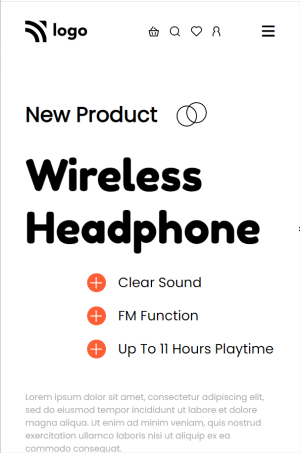 logo
New Product
Wireless
Headphone
Clear Sound
FM Function
Up To 11 Hours Playtime
Lorem ipsum dolor sit amet, consectetur adipiscing elit,
sed do eiusmod tempor incididunt ut labore et dolore
magna aliqua. Ut enim ad minim veniam, quis nostrud
exercitation ullamco laboris nisi ut aliquip ex ea
commodo consequat.